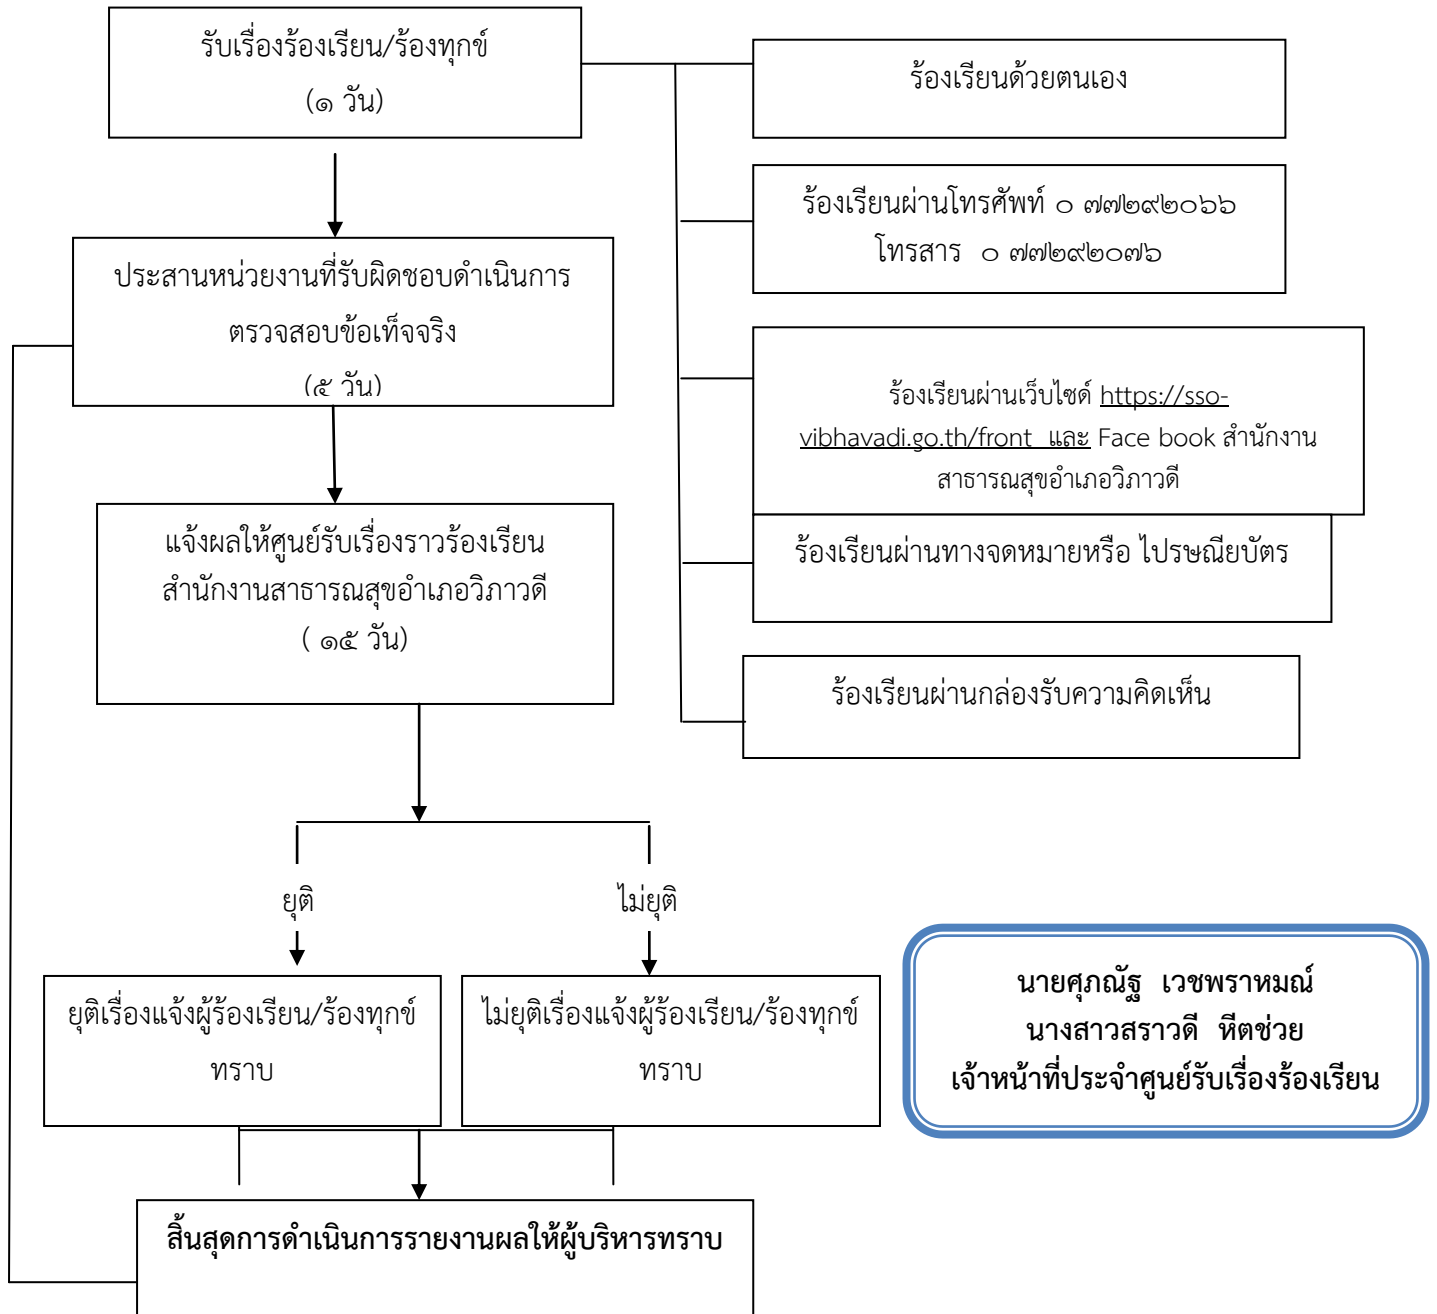 รับเรื่องร้องเรียน/ร้องทุกข์
(๑ วัน)
ร้องเรียนด้วยตนเอง
ร้องเรียนผ่านโทรศัพท์ ๐ ๗๗๒๙๒๐๖๖
โทรสาร ๐ ๗๗๒๙๒๐๗๖
ประสานหน่วยงานที่รับผิดชอบดำเนินการ
ตรวจสอบข้อเท็จจริง
(๕ วัน)
ร้องเรียนผ่านเว็บไซด์ https://sso-
vibhavadi.go.th/front และ Face book สำนักงาน
สาธารณสุขอำเภอวิภาวดี
แจ้งผลให้ศูนย์รับเรื่องราวร้องเรียน
สำนักงานสาธารณสุขอำเภอวิภาวดี
( ๑๕ วัน)
ร้องเรียนผ่านทางจดหมายหรือ ไปรษณียบัตร
ร้องเรียนผ่านกล่องรับความคิดเห็น
ยุติ
ไม่ยุติ
ยุติเรื่องแจ้งผู้ร้องเรียน/ร้องทุกข์
ทราบ
ไม่ยุติเรื่องแจ้งผู้ร้องเรียน/ร้องทุกข์
ทราบ
นายศุภณัฐ เวชพราหมณ์
นางสาวสราวดี หีตช่วย
เจ้าหน้าที่ประจำศูนย์รับเรื่องร้องเรียน
สิ้นสุดการดำเนินการรายงานผลให้ผู้บริหารทราบ